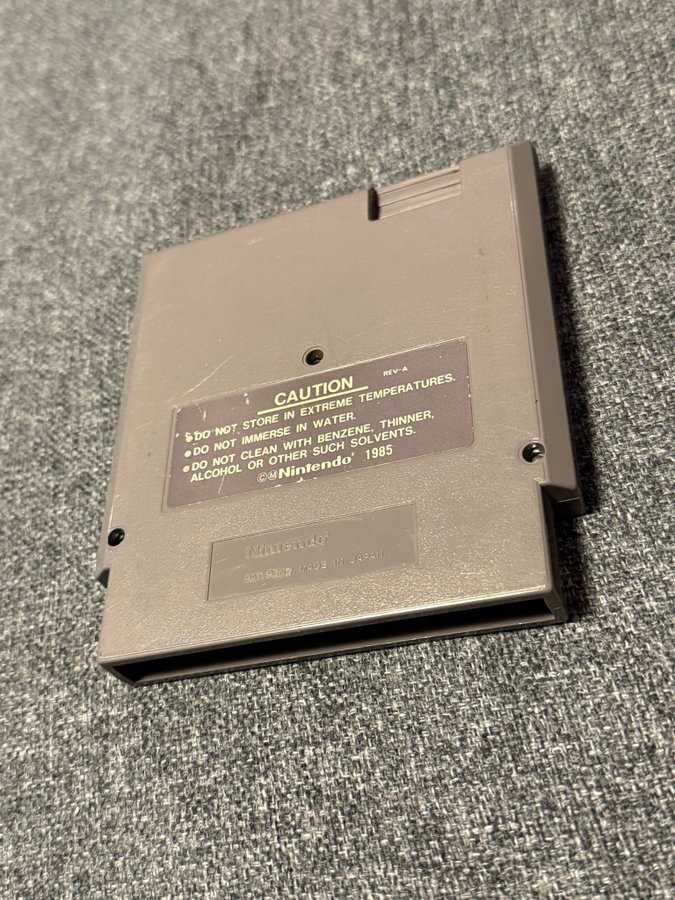 REV-A
CAUTION
●DO NOT STORE IN EXTREME TEMPERATURES.
●DO NOT IMMERSE IN WATER.
●DO NOT CLEAN WITH BENZENE, THINNER,
ALCOHOL OR OTHER SUCH SOLVENTS.
©Ⓜ Nintendo® 1985
Nintendo®
MADE IN JAPAN